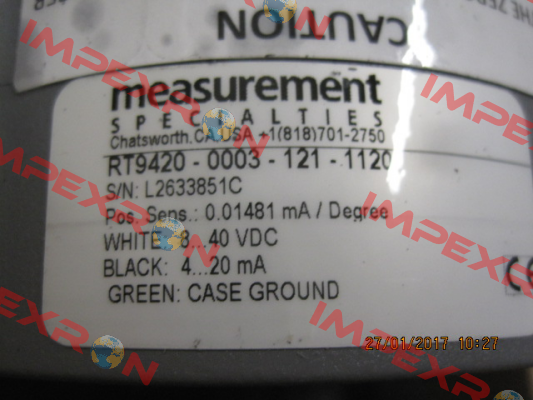 THE ZERO
CAUTION
measurement
SPECIALTIES
Chatsworth, CA USA +1(818)701-2750
RT9420 - 0003 - 121 - 1120
S/N: L2633851C
Pos. Sens.: 0.01481 mA / Degree
WHITE: 8...40 VDC
BLACK: 4...20 mA
GREEN: CASE GROUND
CE
27/01/2017 10:27
IMPEXRON
IMPEXRON
IMPEXRON
IMPEXRON